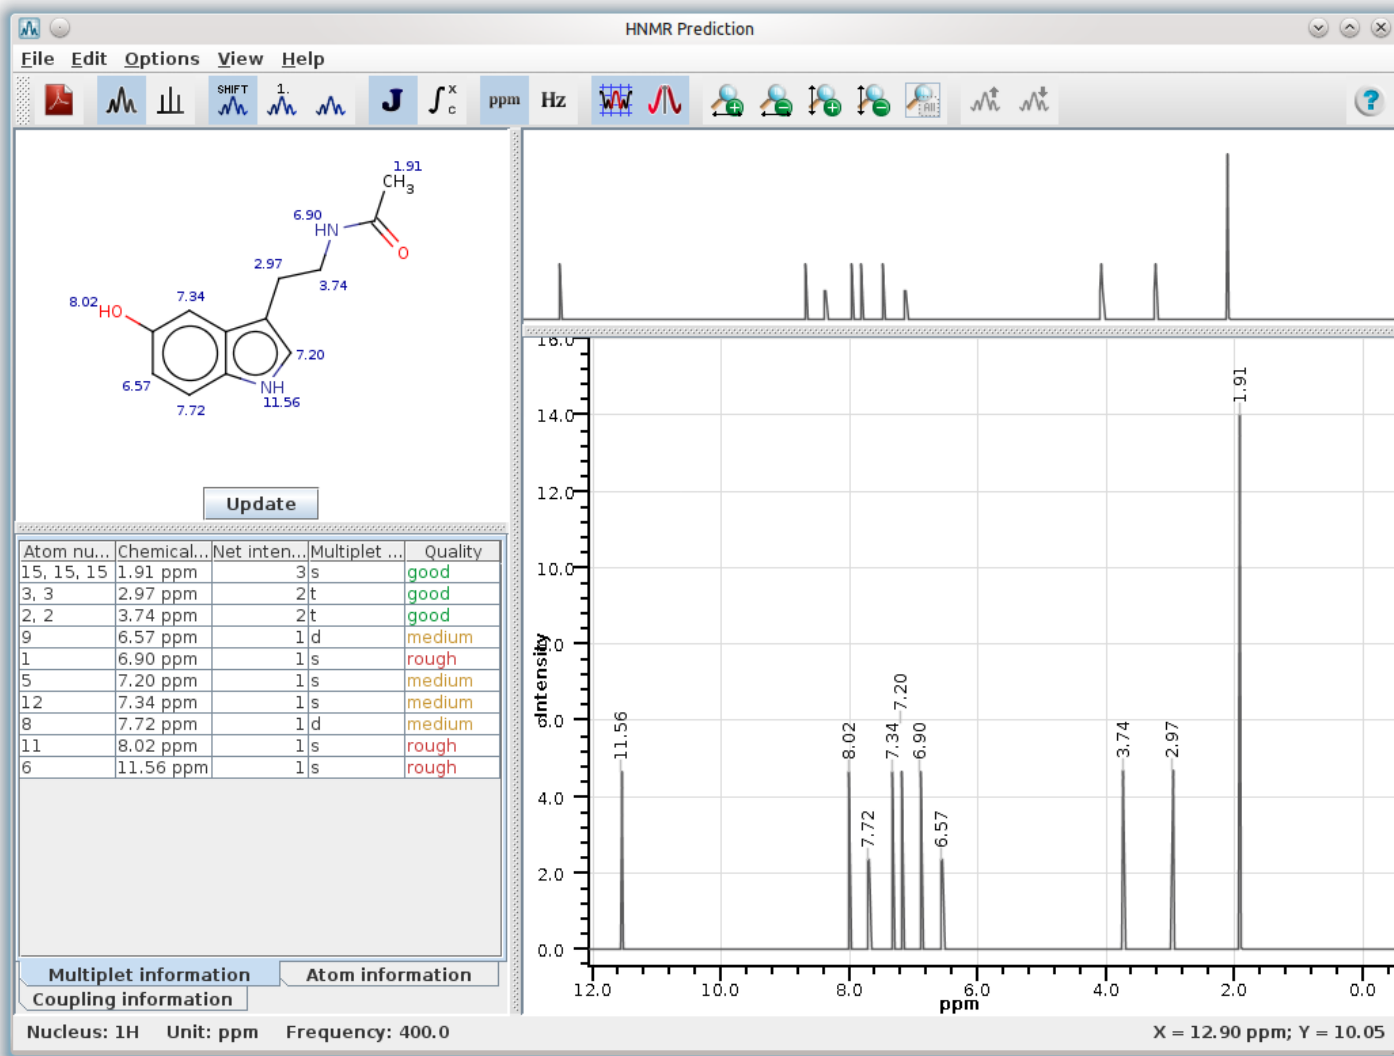 HNMR Prediction
File Edit Options View Help
SHIFT 1. J ∫ x c ppm Hz All ?
1.91
CH3
6.90
HN
O
2.97
3.74
8.02
HO
7.34
7.20
6.57
NH
7.72
11.56
Update
Atom nu... Chemical... Net inten... Multiplet ... Quality
15, 15, 15 1.91 ppm 3 s good
3, 3 2.97 ppm 2 t good
2, 2 3.74 ppm 2 t good
9 6.57 ppm 1 d medium
1 6.90 ppm 1 s rough
5 7.20 ppm 1 s medium
12 7.34 ppm 1 s medium
8 7.72 ppm 1 d medium
11 8.02 ppm 1 s rough
6 11.56 ppm 1 s rough
Multiplet information Atom information
Coupling information
16.0
14.0
12.0
10.0
8.0
6.0
4.0
2.0
0.0
Intensity
11.56
8.02
7.72
7.34
7.20
6.90
6.57
3.74
2.97
1.91
12.0 10.0 8.0 6.0 4.0 2.0 0.0
ppm
Nucleus: 1H Unit: ppm Frequency: 400.0 X = 12.90 ppm; Y = 10.05